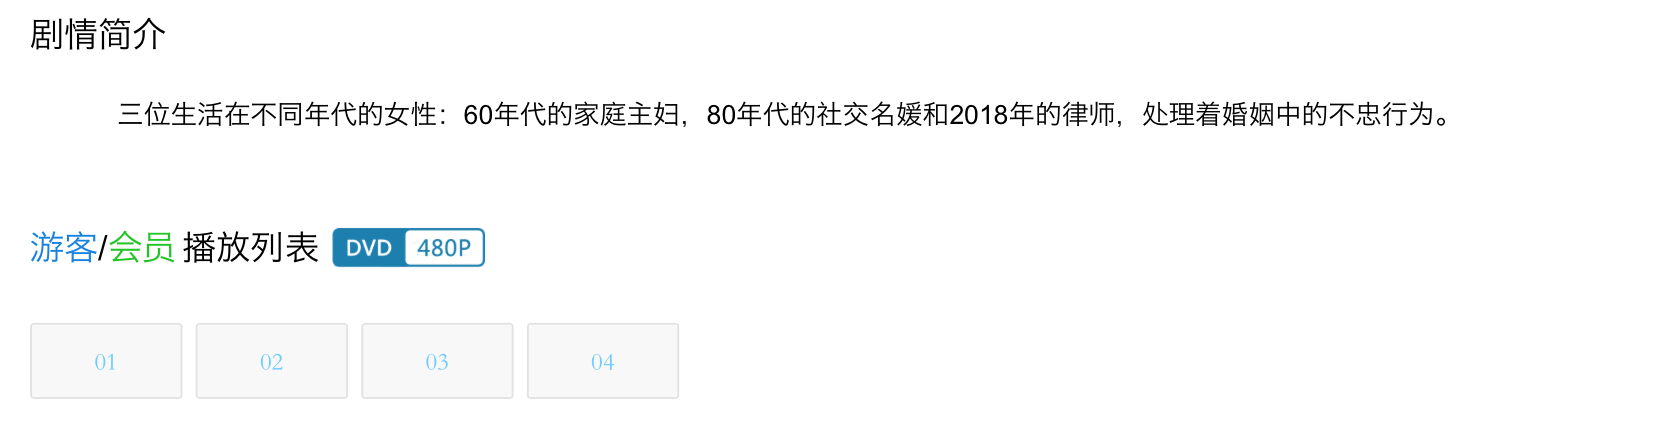 剧情简介
三位生活在不同年代的女性：60年代的家庭主妇，80年代的社交名媛和2018年的律师，处理着婚姻中的不忠行为。
游客/会员 播放列表 DVD 480P
01 02 03 04